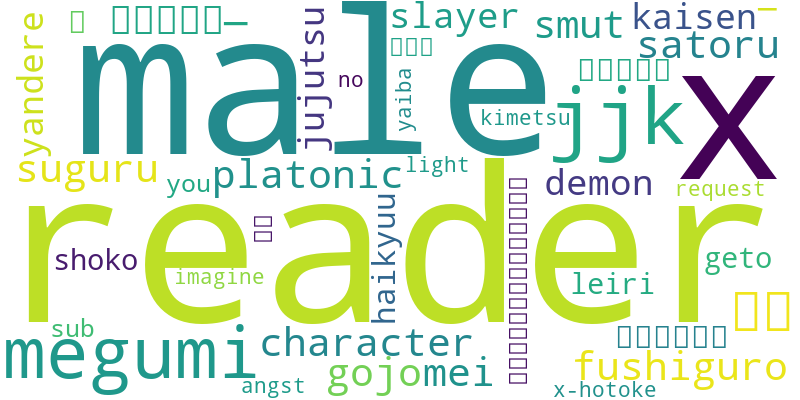 yandere
male
jujutsu
no
slayer
yaiba
smut
kaisen
satoru
kimetsu
jjk
x
suguru
you
platonic
light
demon
request
reader
shoko
imagine
haikyuu
leiri
geto
sub
megumi
character
angst
gojo
mei
fushiguro
x-hotoke